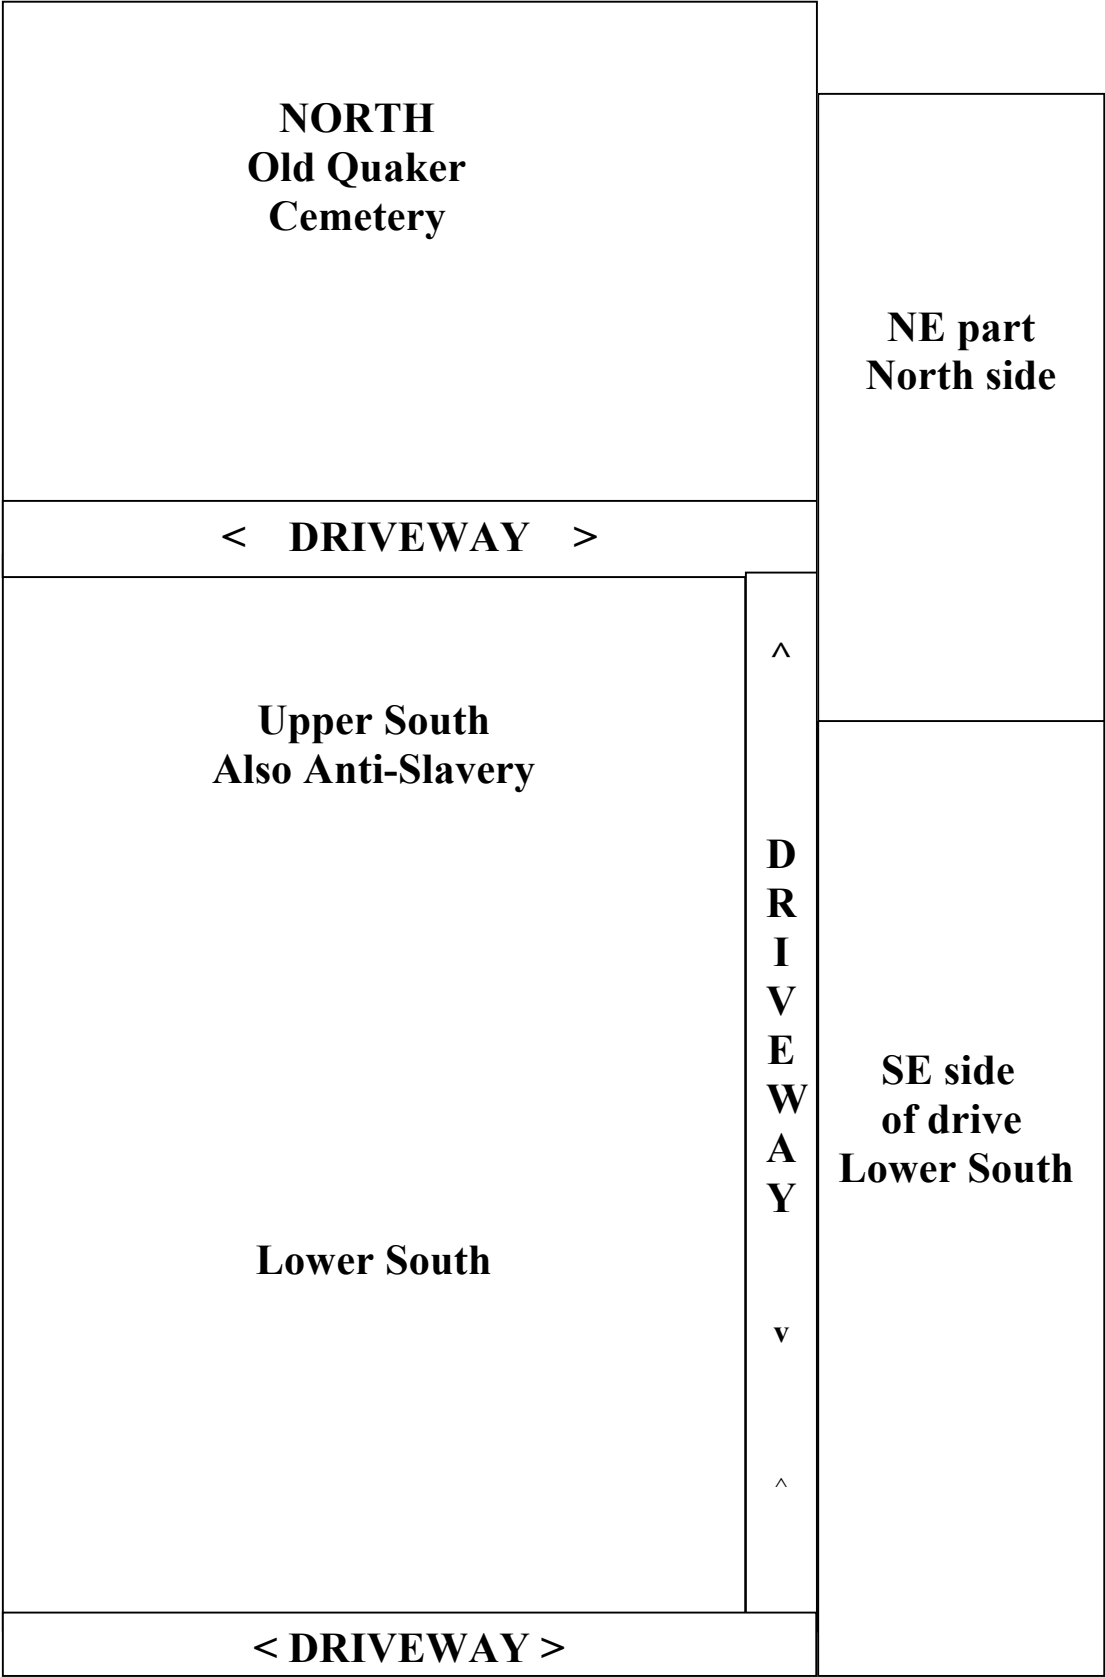 NORTH
Old Quaker
Cemetery
NE part
North side
< DRIVEWAY >
^
Upper South
Also Anti-Slavery
D
R
I
V
E
W
A
Y
SE side
of drive
Lower South
Lower South
v
^
< DRIVEWAY >